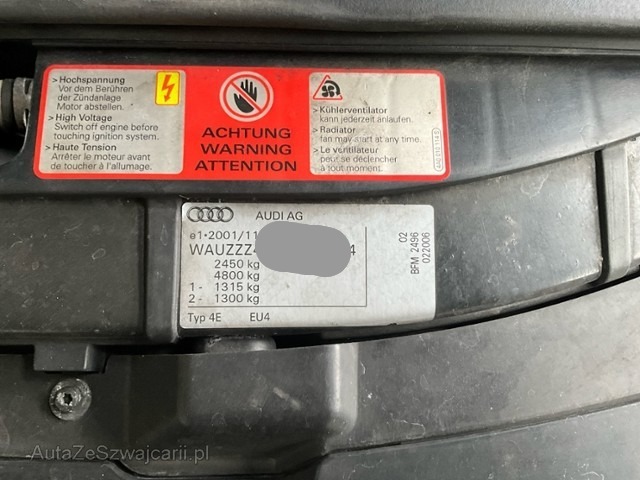 > Hochspannung
Vor dem Berühren
der Zündanlage
Motor abstellen.
> High Voltage
Switch off engine before
touching ignition system.
> Haute Tension
Arrêter le moteur avant
de toucher à l'allumage.
ACHTUNG
WARNING
ATTENTION
> Kühlerventilator
kann jederzeit anlaufen.
> Radiator
fan may start at any time.
> Le ventilateur
peut se déclencher
à tout moment.
AUDI AG
e1*2001/11
WAUZZZ 4
2450 kg
4800 kg
1 - 1315 kg
2 - 1300 kg
Typ 4E EU4
02
BFM 2496
022006
AutaZeSzwajcarii.pl